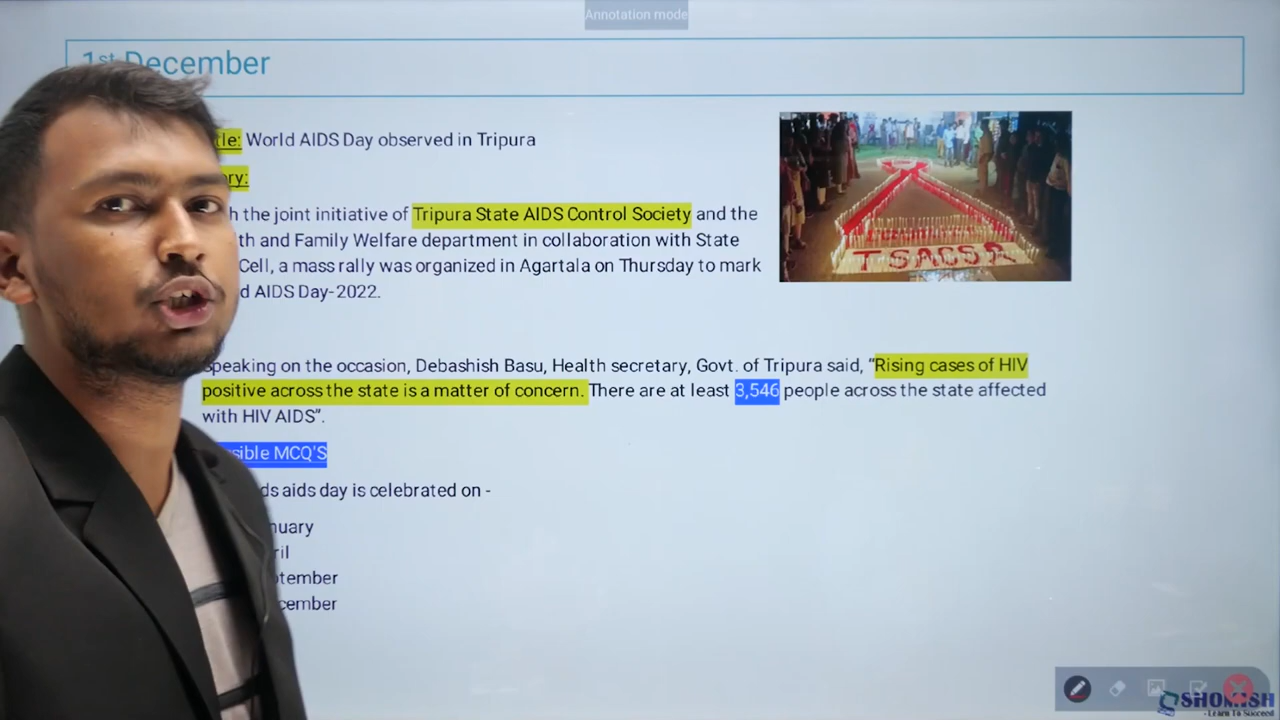 Annotation mode
1st December
tle: World AIDS Day observed in Tripura
ry:
h the joint initiative of Tripura State AIDS Control Society and the
th and Family Welfare department in collaboration with State
Cell, a mass rally was organized in Agartala on Thursday to mark
d AIDS Day-2022.
TSACS
Speaking on the occasion, Debashish Basu, Health secretary, Govt. of Tripura said, “Rising cases of HIV
positive across the state is a matter of concern. There are at least 3,546 people across the state affected
with HIV AIDS”.
sible MCQ'S
ds aids day is celebrated on -
nuary
ril
ptember
cember
SHOMISH
- Learn To Succeed